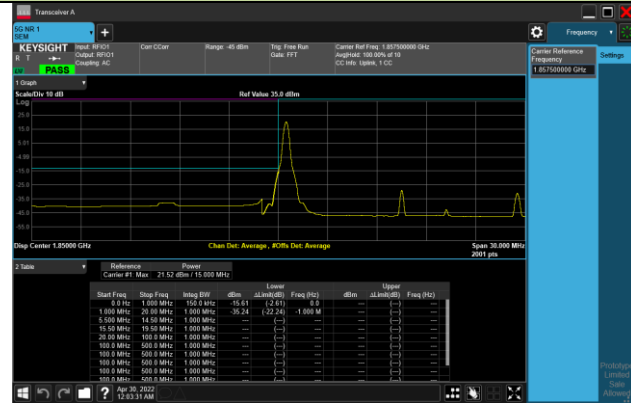 Transceiver A
5G NR 1
SEM
Frequency
KEYSIGHT
R T
PASS
Input: RFIO1
Output: RFIO1
Coupling: AC
Corr CCorr
Range: -45 dBm
Trig: Free Run
Gate: FFT
Carrier Ref Freq: 1.857500000 GHz
Avg|Hold: 100.00% of 10
CC Info: Uplink, 1 CC
Carrier Reference
Frequency
1.857500000 GHz
Settings
1 Graph
Scale/Div 10 dB
Ref Value 35.0 dBm
Log
25.0
15.0
5.01
-4.99
-15.0
-25.0
-35.0
-45.0
-55.0
Disp Center 1.85000 GHz
Chan Det: Average , #Offs Det: Average
Span 30.000 MHz
2001 pts
2 Table
Reference Power
Carrier #1 Max 21.52 dBm / 15.000 MHz
Lower Upper
Start Freq Stop Freq Integ BW dBm ΔLimit(dB) Freq (Hz) dBm ΔLimit(dB) Freq (Hz)
0.0 Hz 1.000 MHz 150.0 kHz -15.61 (-2.61) 0.0 --- (---) ---
1.000 MHz 20.00 MHz 1.000 MHz -35.24 (-22.24) -1.000 M --- (---) ---
5.500 MHz 14.50 MHz 1.000 MHz --- (---) --- --- (---) ---
15.50 MHz 19.50 MHz 1.000 MHz --- (---) --- --- (---) ---
20.00 MHz 100.0 MHz 1.000 MHz --- (---) --- --- (---) ---
100.0 MHz 500.0 MHz 1.000 MHz --- (---) --- --- (---) ---
100.0 MHz 500.0 MHz 1.000 MHz --- (---) --- --- (---) ---
100.0 MHz 500.0 MHz 1.000 MHz --- (---) --- --- (---) ---
100.0 MHz 500.0 MHz 1.000 MHz --- (---) --- --- (---) ---
100.0 MHz 500.0 MHz 1.000 MHz --- (---) --- --- (---) ---
Prototype
Limited
Sale
Allowed
?
Apr 30, 2022
12:03:31 AM